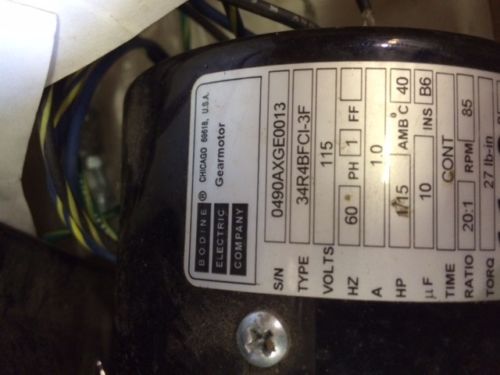 BODINE ® CHICAGO 60618, U.S.A.
ELECTRIC Gearmotor
COMPANY
S/N 0490AXGE0013
TYPE 34R4BFCI-3F
VOLTS 115
HZ 60 PH 1 FF
A 1.0
HP 1/15 AMB°C 40
µF 10 INS B6
TIME CONT
RATIO 20:1 RPM 85
TORQ 27 lb-in